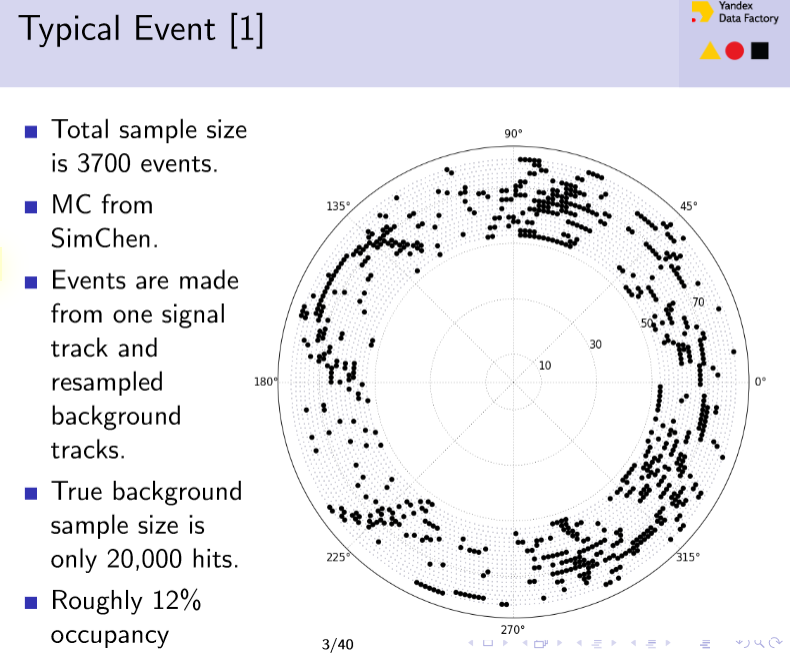 Typical Event [1]
Yandex
Data Factory
Total sample size
is 3700 events.
MC from
SimChen.
Events are made
from one signal
track and
resampled
background
tracks.
True background
sample size is
only 20,000 hits.
Roughly 12%
occupancy
90°
135°
45°
70
50
30
10
180°
0°
225°
315°
270°
3/40